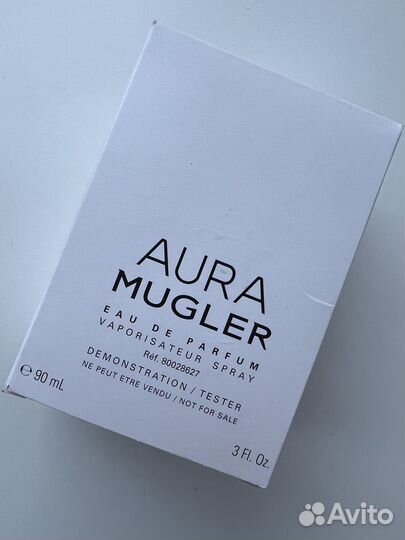 AURA
MUGLER
EAU DE PARFUM
VAPORISATEUR SPRAY
Réf. 80028627
DEMONSTRATION / TESTER
NE PEUT ETRE VENDU / NOT FOR SALE
℮ 90 mL
3 Fl. Oz.
Avito